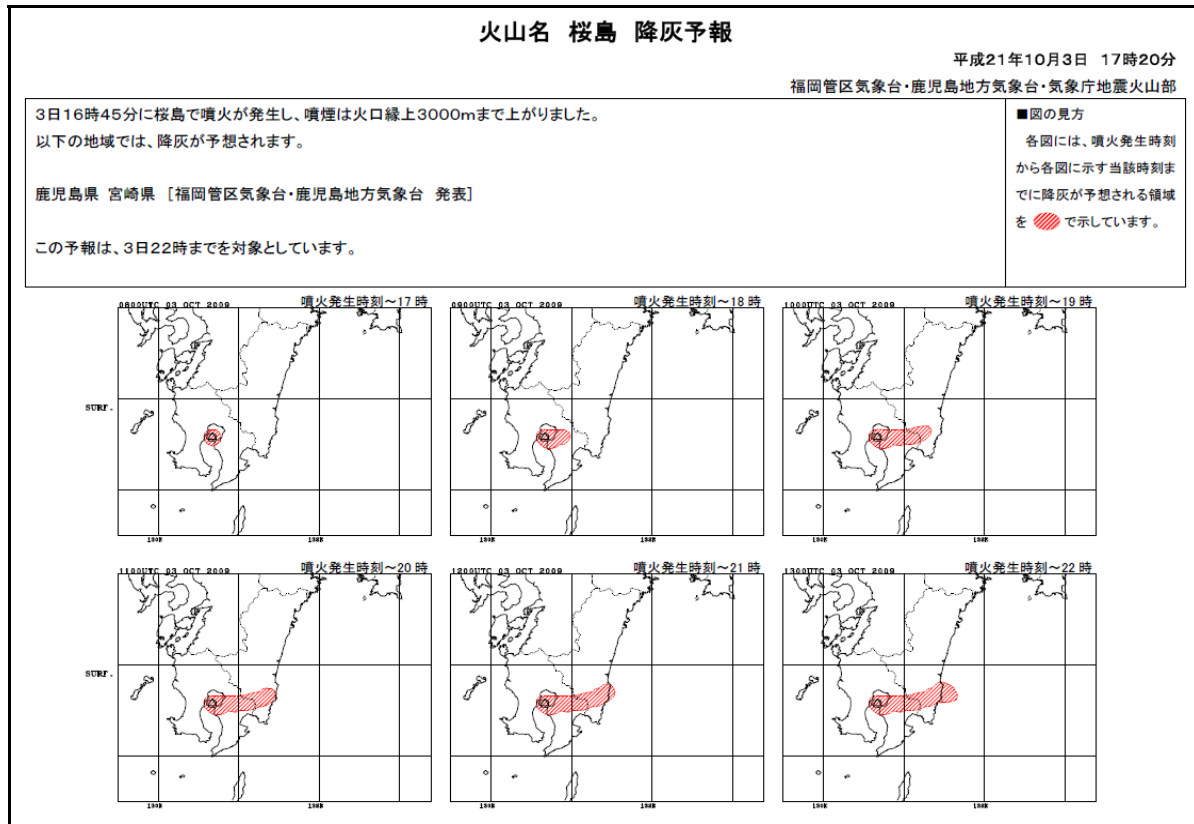 火山名 桜島 降灰予報
平成21年10月3日 17時20分
福岡管区気象台・鹿児島地方気象台・気象庁地震火山部
3日16時45分に桜島で噴火が発生し、噴煙は火口縁上3000mまで上がりました。
以下の地域では、降灰が予想されます。
鹿児島県 宮崎県 [福岡管区気象台・鹿児島地方気象台 発表]
この予報は、3日22時までを対象としています。
■図の見方
各図には、噴火発生時刻
から各図に示す当該時刻ま
でに降灰が予想される領域
を で示しています。
0800UTC 03 OCT 2009 噴火発生時刻~17時
0900UTC 03 OCT 2009 噴火発生時刻~18時
1000UTC 03 OCT 2009 噴火発生時刻~19時
SURF.
130E 132E
130E 132E
130E 132E
1100UTC 03 OCT 2009 噴火発生時刻~20時
1200UTC 03 OCT 2009 噴火発生時刻~21時
1300UTC 03 OCT 2009 噴火発生時刻~22時
SURF.
130E 132E
130E 132E
130E 132E